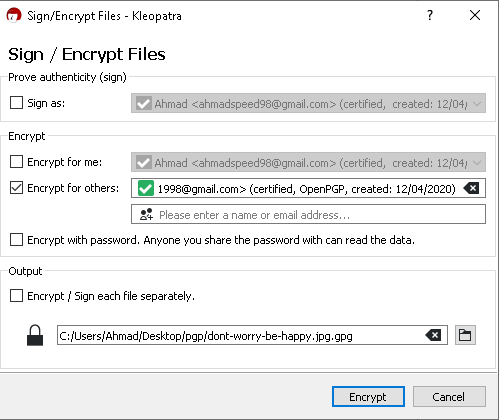 Sign/Encrypt Files - Kleopatra
Sign / Encrypt Files
Prove authenticity (sign)
Sign as:
Ahmad <ahmadspeed98@gmail.com> (certified, created: 12/04/
Encrypt
Encrypt for me:
Ahmad <ahmadspeed98@gmail.com> (certified, created: 12/04/
Encrypt for others:
1998@gmail.com> (certified, OpenPGP, created: 12/04/2020)
Please enter a name or email address...
Encrypt with password. Anyone you share the password with can read the data.
Output
Encrypt / Sign each file separately.
C:/Users/Ahmad/Desktop/pgp/dont-worry-be-happy.jpg.gpg
Encrypt
Cancel